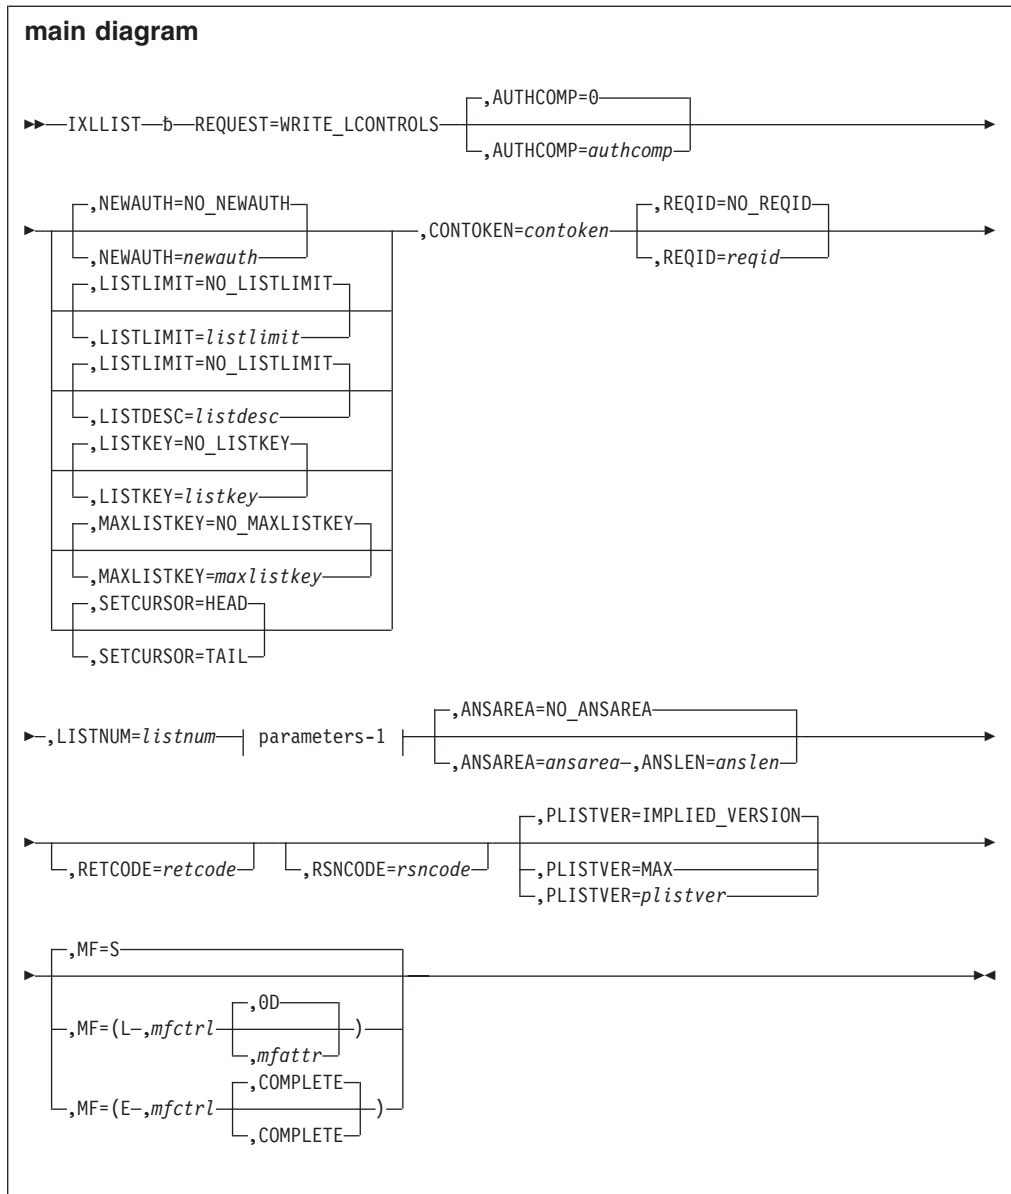 main diagram
,AUTHCOMP=0
IXLLIST ƀ REQUEST=WRITE_LCONTROLS
,AUTHCOMP=authcomp
,NEWAUTH=NO_NEWAUTH
,NEWAUTH=newauth
,LISTLIMIT=NO_LISTLIMIT
,LISTLIMIT=listlimit
,LISTLIMIT=NO_LISTLIMIT
,LISTDESC=listdesc
,LISTKEY=NO_LISTKEY
,LISTKEY=listkey
,MAXLISTKEY=NO_MAXLISTKEY
,MAXLISTKEY=maxlistkey
,SETCURSOR=HEAD
,SETCURSOR=TAIL
,CONTOKEN=contoken
,REQID=NO_REQID
,REQID=reqid
,LISTNUM=listnum parameters-1
,ANSAREA=NO_ANSAREA
,ANSAREA=ansarea ,ANSLEN=anslen
,RETCODE=retcode
,RSNCODE=rsncode
,PLISTVER=IMPLIED_VERSION
,PLISTVER=MAX
,PLISTVER=plistver
,MF=S
,0D
,MF=(L ,mfctrl )
,mfattr
,COMPLETE
,MF=(E ,mfctrl )
,COMPLETE